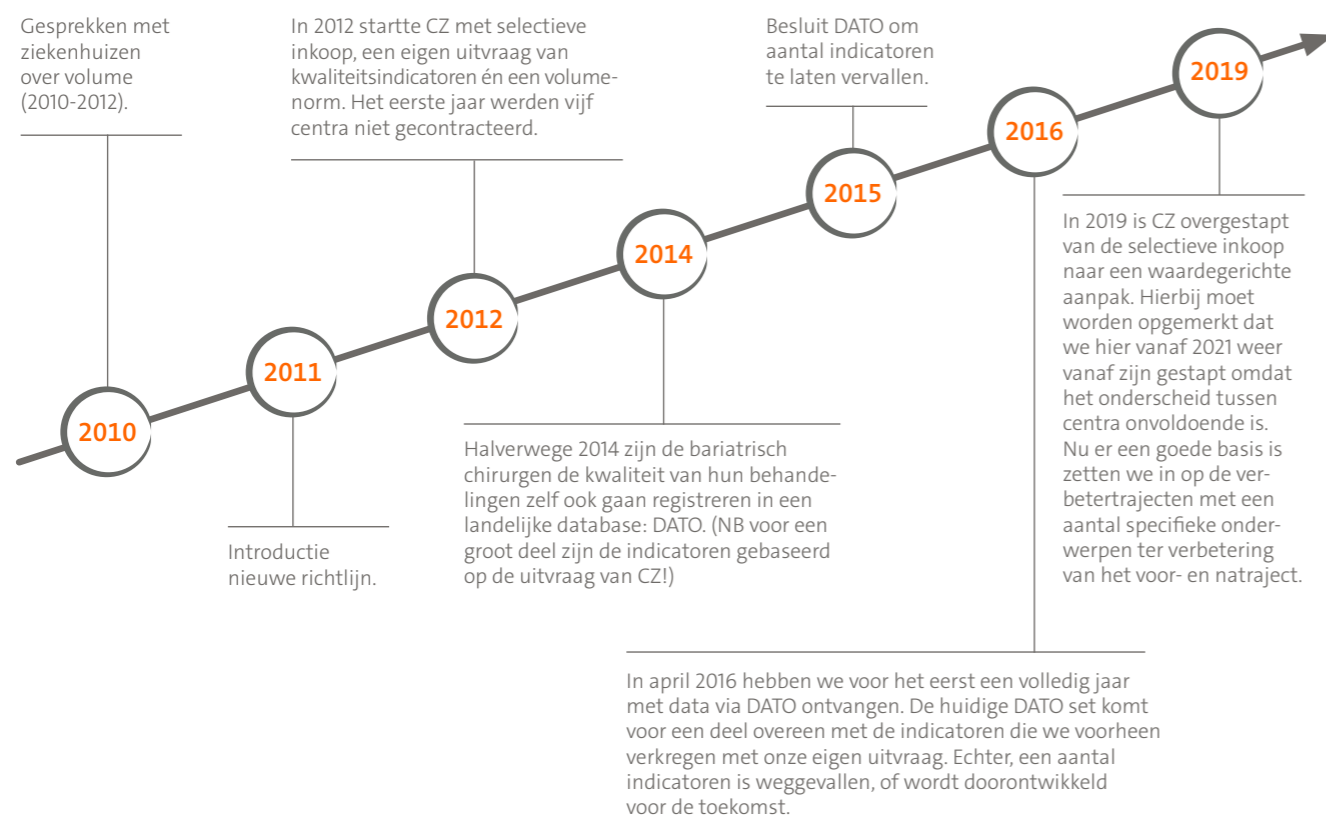 Gesprekken met
ziekenhuizen
over volume
(2010-2012).
2010
2011
Introductie
nieuwe richtlijn.
In 2012 startte CZ met selectieve
inkoop, een eigen uitvraag van
kwaliteitsindicatoren én een volume-
norm. Het eerste jaar werden vijf
centra niet gecontracteerd.
2012
2014
Halverwege 2014 zijn de bariatrisch
chirurgen de kwaliteit van hun behande-
lingen zelf ook gaan registreren in een
landelijke database: DATO. (NB voor een
groot deel zijn de indicatoren gebaseerd
op de uitvraag van CZ!)
Besluit DATO om
aantal indicatoren
te laten vervallen.
2015
2016
In april 2016 hebben we voor het eerst een volledig jaar
met data via DATO ontvangen. De huidige DATO set komt
voor een deel overeen met de indicatoren die we voorheen
verkregen met onze eigen uitvraag. Echter, een aantal
indicatoren is weggevallen, of wordt doorontwikkeld
voor de toekomst.
2019
In 2019 is CZ overgestapt
van de selectieve inkoop
naar een waardegerichte
aanpak. Hierbij moet
worden opgemerkt dat
we hier vanaf 2021 weer
vanaf zijn gestapt omdat
het onderscheid tussen
centra onvoldoende is.
Nu er een goede basis is
zetten we in op de ver-
betertrajecten met een
aantal specifieke onder-
werpen ter verbetering
van het voor- en natraject.